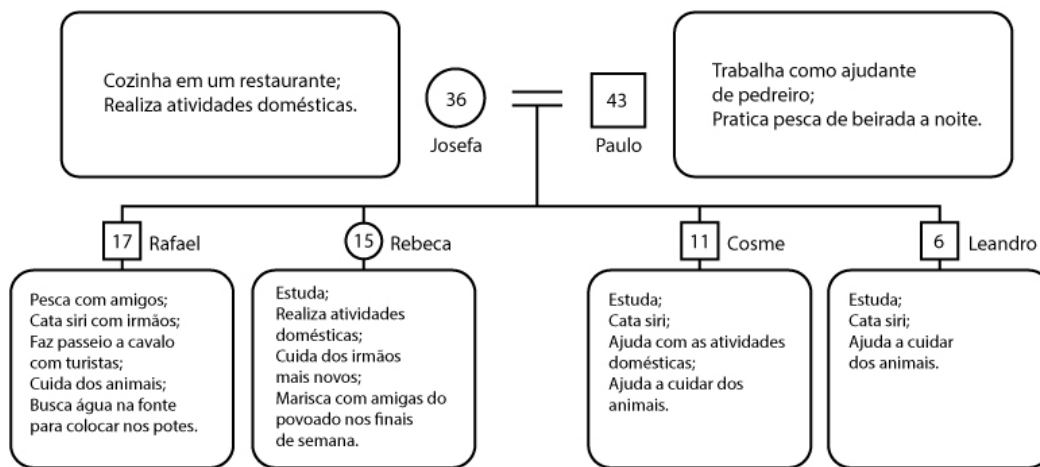 Cozinha em um restaurante;
Realiza atividades domésticas.
36
Josefa
43
Paulo
Trabalha como ajudante
de pedreiro;
Pratica pesca de beirada a noite.
17 Rafael
Pesca com amigos;
Cata siri com irmãos;
Faz passeio a cavalo
com turistas;
Cuida dos animais;
Busca água na fonte
para colocar nos potes.
15 Rebeca
Estuda;
Realiza atividades
domésticas;
Cuida dos irmãos
mais novos;
Marisca com amigas do
povoado nos finais
de semana.
11 Cosme
Estuda;
Cata siri;
Ajuda com as atividades
domésticas;
Ajuda a cuidar dos
animais.
6 Leandro
Estuda;
Cata siri;
Ajuda a cuidar
dos animais.